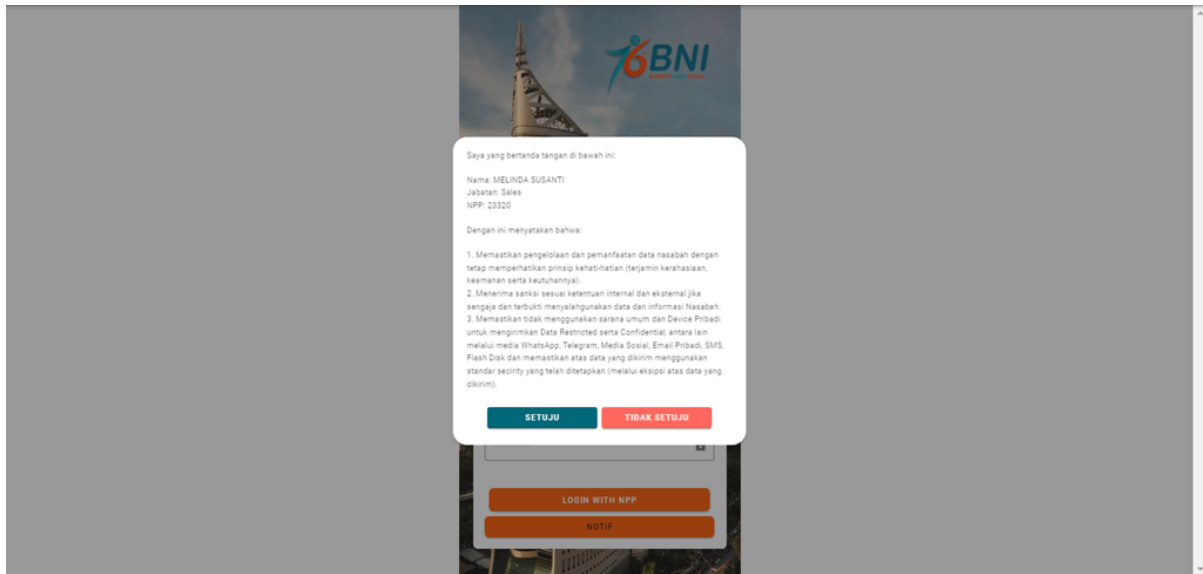 76 BNI
Saya yang bertanda tangan di bawah ini:
Nama: MELINDA SUSANTI
Jabatan: Sales
NPP: 23320
Dengan ini menyatakan bahwa:
1. Memastikan pengelolaan dan pemanfaatan data nasabah dengan
tetap memperhatikan prinsip kehati-hatian (terjamin kerahasiaan,
keamanan serta keutuhannya).
2. Menerima sanksi sesuai ketentuan internal dan eksternal jika
sengaja dan terbukti menyalahgunakan data dan informasi Nasabah.
3. Memastikan tidak menggunakan sarana umum dan Device Pribadi
untuk mengirimkan Data Restricted serta Confidential, antara lain
melalui media WhatsApp, Telegram, Media Sosial, Email Pribadi, SMS,
Flash Disk dan memastikan atas data yang dikirim menggunakan
standar secirity yang telah ditetapkan (melalui eksipsi atas data yang
dikirim).
SETUJU TIDAK SETUJU
LOGIN WITH NPP
NOTIF